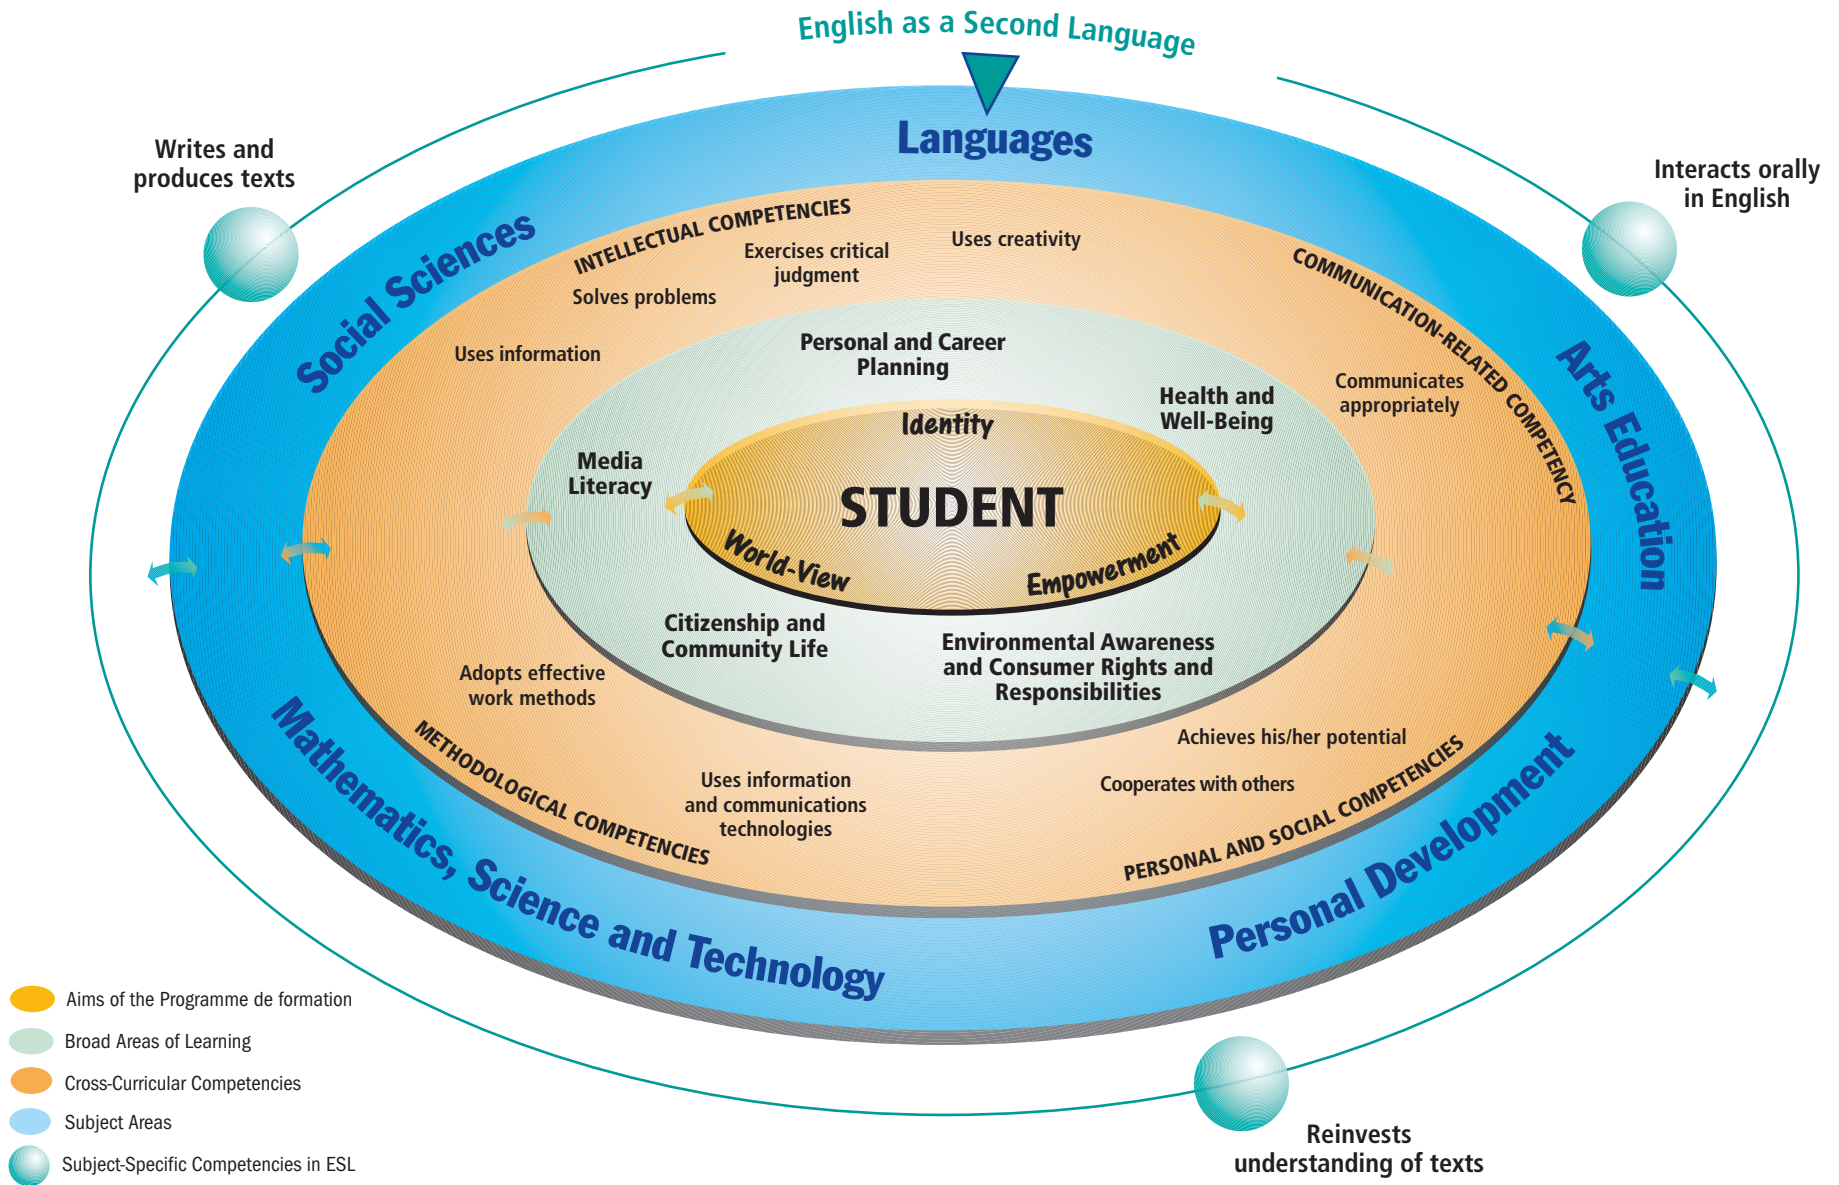 English as a Second Language
Languages
Writes and
produces texts
Interacts orally
in English
Social Sciences
Arts Education
INTELLECTUAL COMPETENCIES
Exercises critical
judgment
Uses creativity
Solves problems
Uses information
COMMUNICATION-RELATED COMPETENCY
Communicates
appropriately
Personal and Career
Planning
Health and
Well-Being
Media
Literacy
Identity
STUDENT
World-View
Empowerment
Citizenship and
Community Life
Environmental Awareness
and Consumer Rights and
Responsibilities
Adopts effective
work methods
METHODOLOGICAL COMPETENCIES
Uses information
and communications
technologies
Achieves his/her potential
Cooperates with others
PERSONAL AND SOCIAL COMPETENCIES
Mathematics, Science and Technology
Personal Development
Aims of the Programme de formation
Broad Areas of Learning
Cross-Curricular Competencies
Subject Areas
Subject-Specific Competencies in ESL
Reinvests
understanding of texts